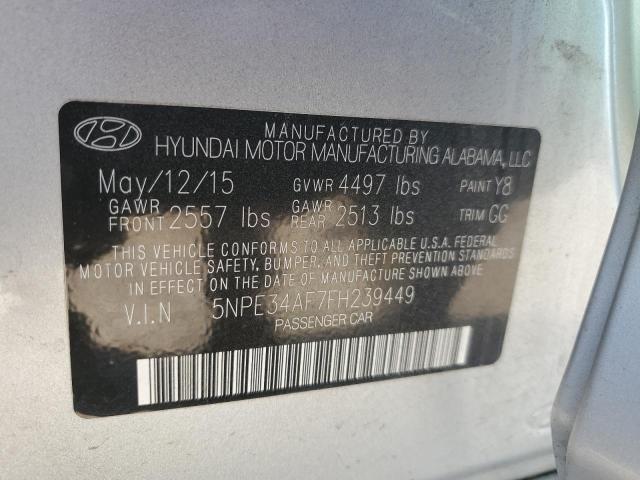 MANUFACTURED BY
HYUNDAI MOTOR MANUFACTURING ALABAMA, LLC
May/12/15 GVWR 4497 lbs PAINT Y8
GAWR FRONT 2557 lbs GAWR REAR 2513 lbs TRIM GG
THIS VEHICLE CONFORMS TO ALL APPLICABLE U.S.A. FEDERAL
MOTOR VEHICLE SAFETY, BUMPER, AND THEFT PREVENTION STANDARDS
IN EFFECT ON THE DATE OF MANUFACTURE SHOWN ABOVE.
V.I.N 5NPE34AF7FH239449
PASSENGER CAR